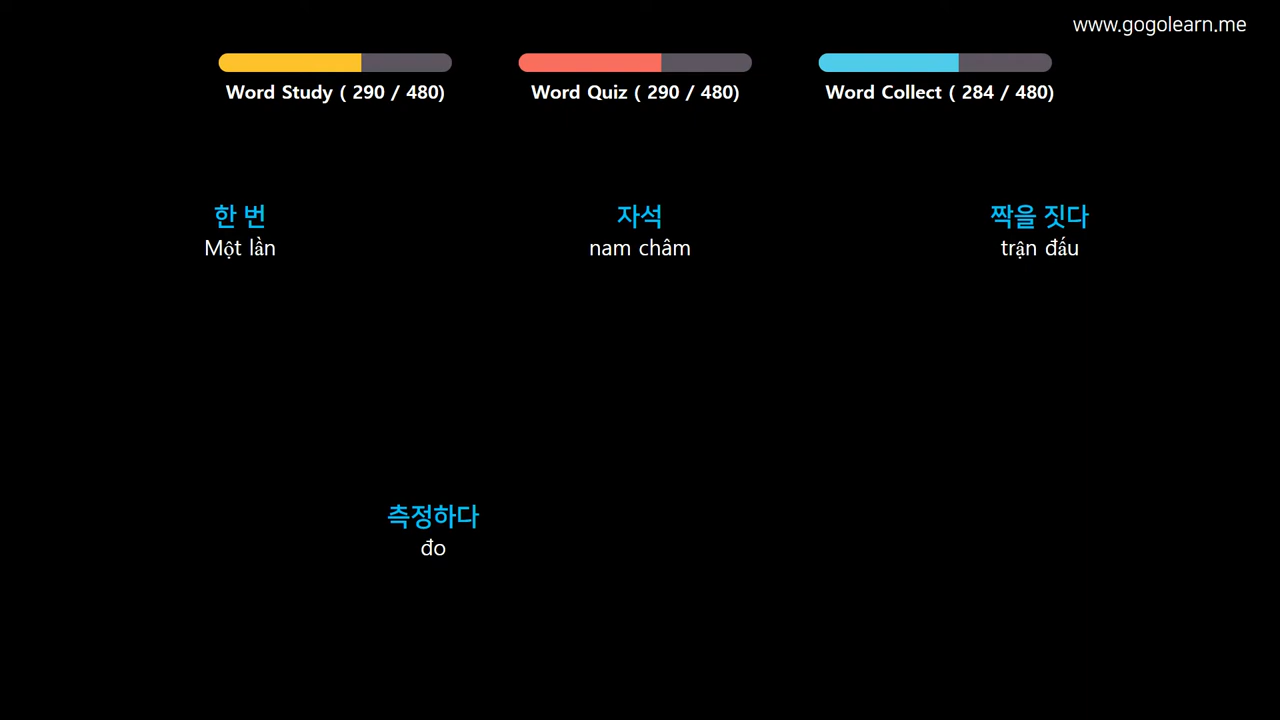 www.gogolearn.me
Word Study ( 290 / 480)
Word Quiz ( 290 / 480)
Word Collect ( 284 / 480)
한 번
Một lần
자석
nam châm
짝을 짓다
trận đấu
측정하다
đo